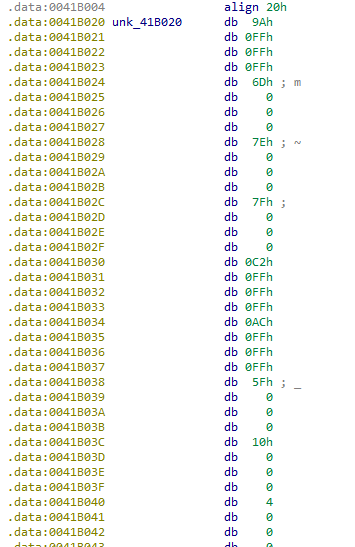 .data:0041B004 align 20h
.data:0041B020 unk_41B020 db 9Ah
.data:0041B021 db 0FFh
.data:0041B022 db 0FFh
.data:0041B023 db 0FFh
.data:0041B024 db 6Dh ; m
.data:0041B025 db 0
.data:0041B026 db 0
.data:0041B027 db 0
.data:0041B028 db 7Eh ; ~
.data:0041B029 db 0
.data:0041B02A db 0
.data:0041B02B db 0
.data:0041B02C db 7Fh ;
.data:0041B02D db 0
.data:0041B02E db 0
.data:0041B02F db 0
.data:0041B030 db 0C2h
.data:0041B031 db 0FFh
.data:0041B032 db 0FFh
.data:0041B033 db 0FFh
.data:0041B034 db 0ACh
.data:0041B035 db 0FFh
.data:0041B036 db 0FFh
.data:0041B037 db 0FFh
.data:0041B038 db 5Fh ; _
.data:0041B039 db 0
.data:0041B03A db 0
.data:0041B03B db 0
.data:0041B03C db 10h
.data:0041B03D db 0
.data:0041B03E db 0
.data:0041B03F db 0
.data:0041B040 db 4
.data:0041B041 db 0
.data:0041B042 db 0
.data:0041B043 db 0